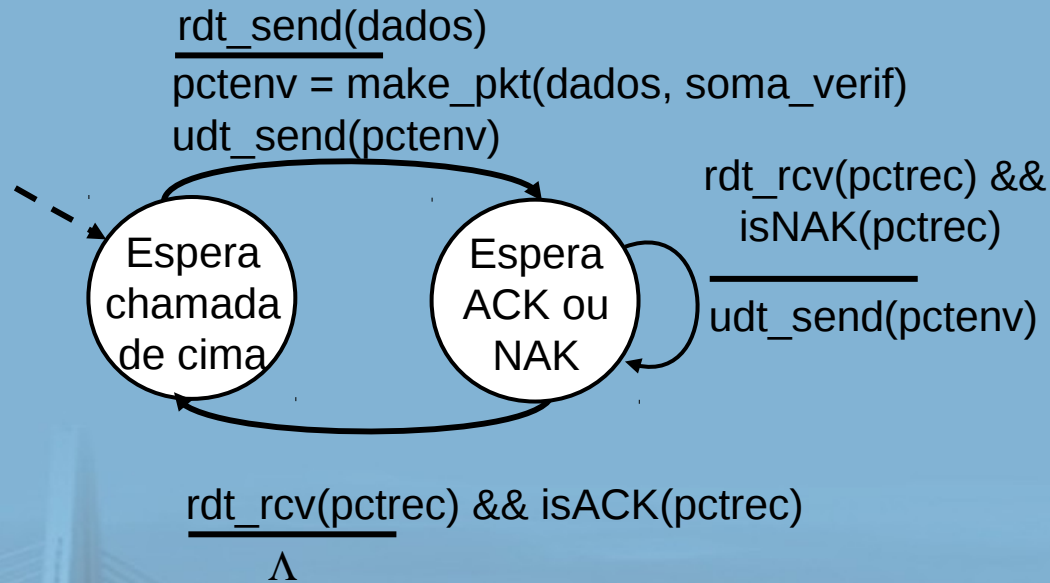 rdt_send(dados)
pctenv = make_pkt(dados, soma_verif)
udt_send(pctenv)
rdt_rcv(pctrec) &&
isNAK(pctrec)
udt_send(pctenv)
Espera
chamada
de cima
Espera
ACK ou
NAK
rdt_rcv(pctrec) && isACK(pctrec)
Λ